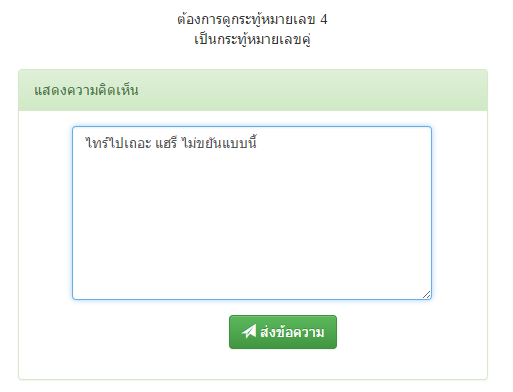 ต้องการดูกระทู้หมายเลข 4
เป็นกระทู้หมายเลขคู่
แสดงความคิดเห็น
ไทร์ไปเถอะ แฮรี ไม่ขยันแบบนี้
ส่งข้อความ